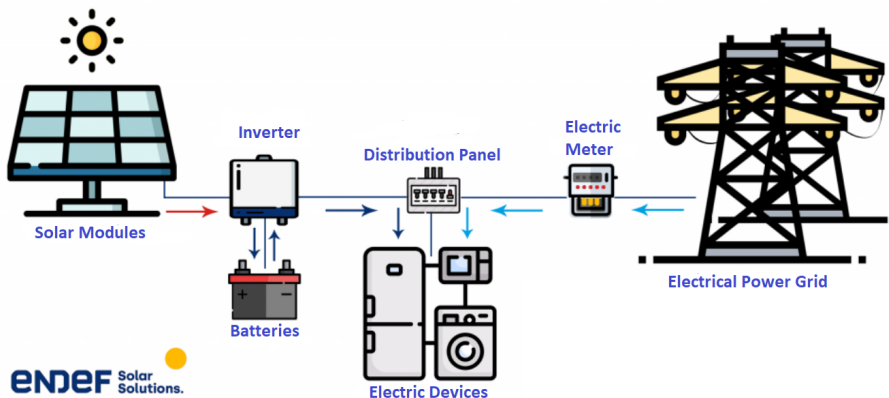 Inverter
Electric
Meter
Distribution Panel
Solar Modules
Electrical Power Grid
+ −
Batteries
Electric Devices
ENDEF Solar
Solutions.